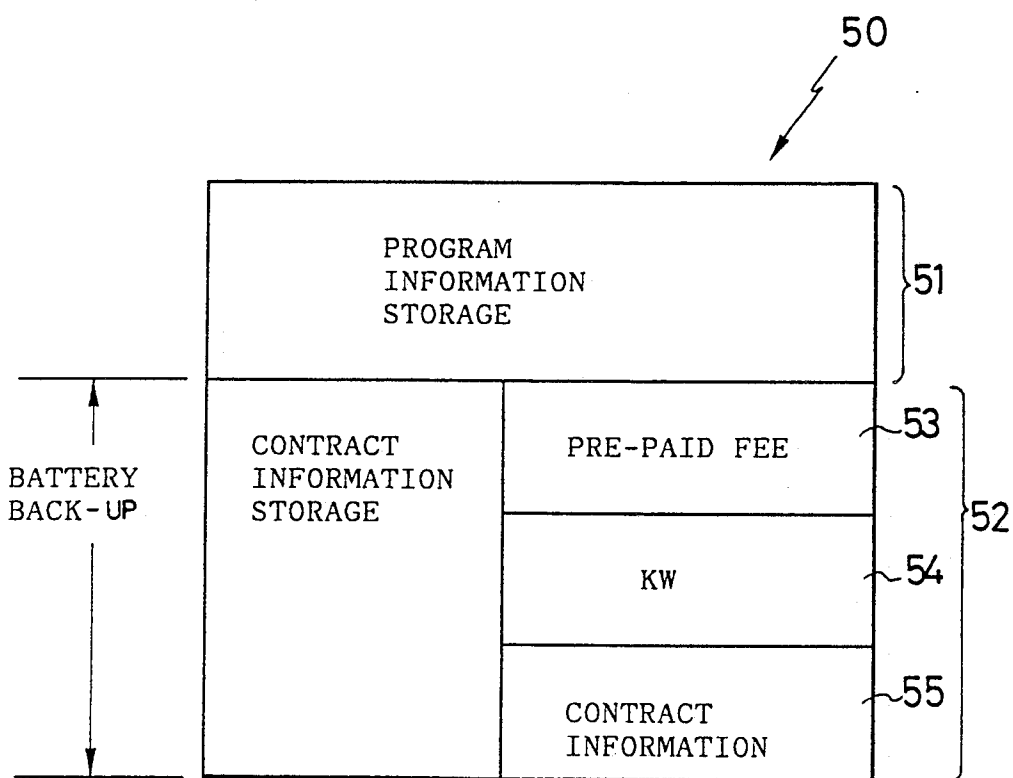 50
PROGRAM
INFORMATION
STORAGE
51
CONTRACT
INFORMATION
STORAGE
PRE-PAID FEE
53
BATTERY
BACK-UP
52
KW
54
CONTRACT
INFORMATION
55